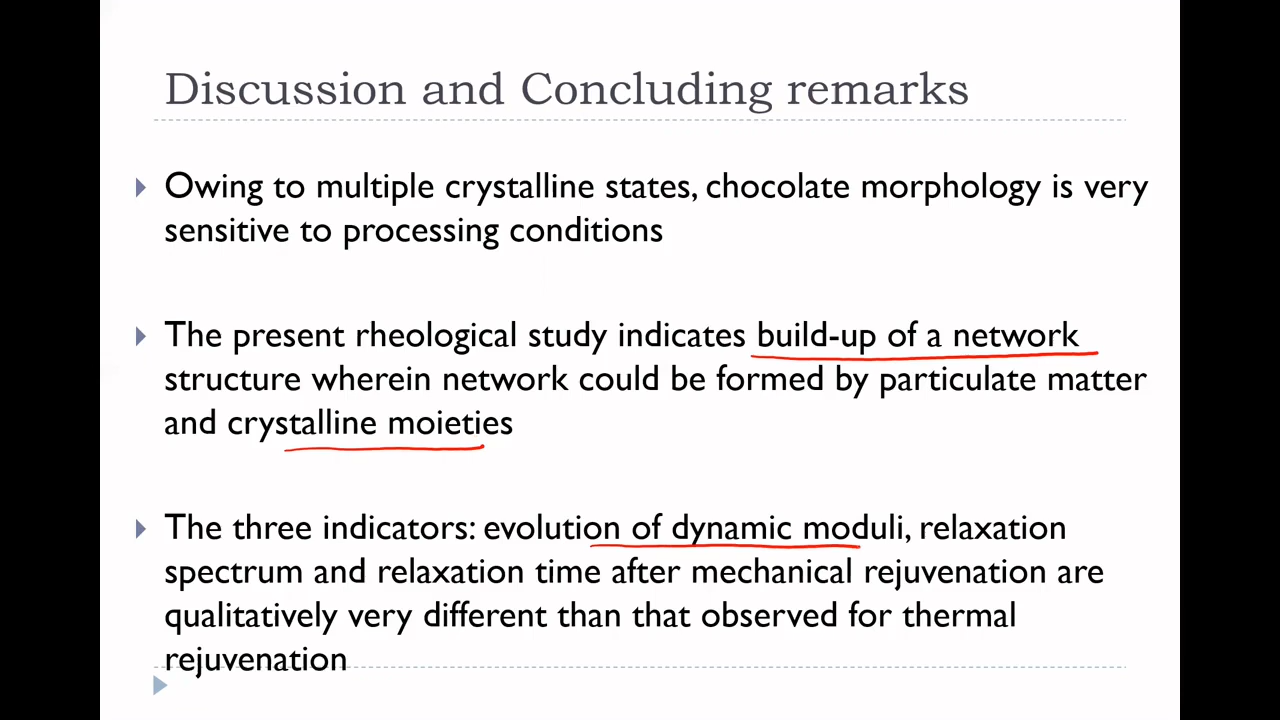 Discussion and Concluding remarks
Owing to multiple crystalline states, chocolate morphology is very
sensitive to processing conditions
The present rheological study indicates build-up of a network
structure wherein network could be formed by particulate matter
and crystalline moieties
The three indicators: evolution of dynamic moduli, relaxation
spectrum and relaxation time after mechanical rejuvenation are
qualitatively very different than that observed for thermal
rejuvenation